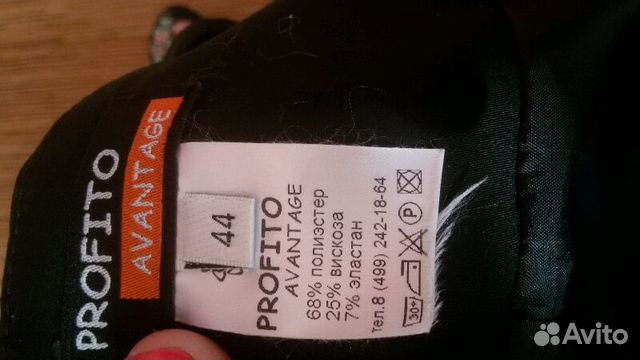 PROFITO
AVANTAGE
44
PROFITO
AVANTAGE
68% полиэстер
25% вискоза
7% эластан
тел.8 (499) 242-18-64
30°
P
Avito